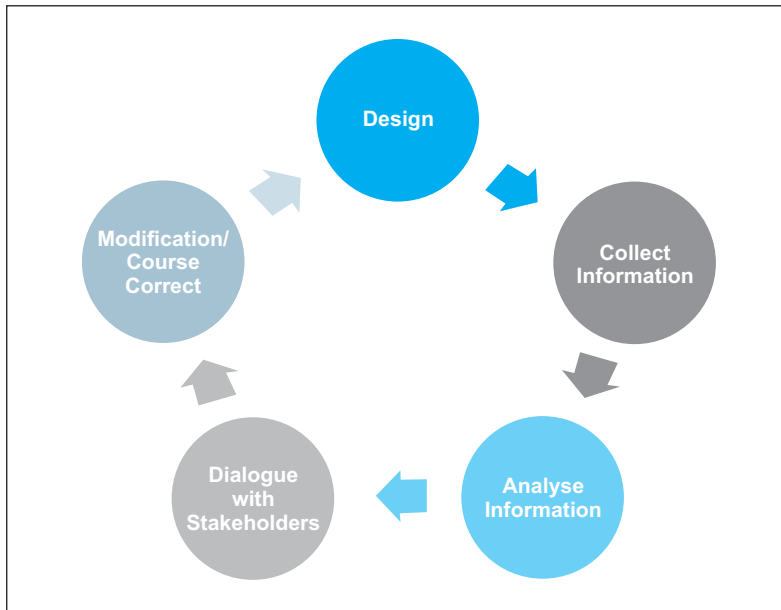 Design
Collect
Information
Analyse
Information
Dialogue
with
Stakeholders
Modification/
Course
Correct